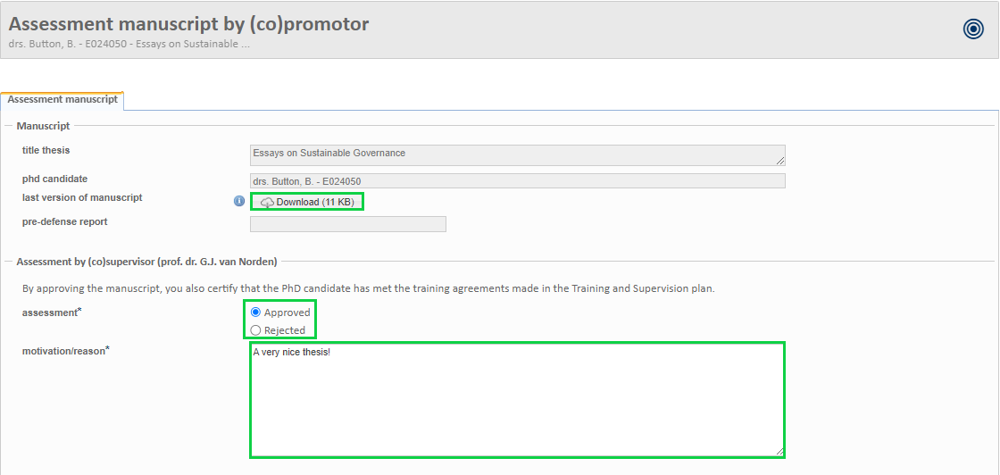 Assessment manuscript by (co)promotor
drs. Button, B. - E024050 - Essays on Sustainable ...
Assessment manuscript
Manuscript
title thesis
Essays on Sustainable Governance
phd candidate
drs. Button, B. - E024050
last version of manuscript
Download (11 KB)
pre-defense report
Assessment by (co)supervisor (prof. dr. G.J. van Norden)
By approving the manuscript, you also certify that the PhD candidate has met the training agreements made in the Training and Supervision plan.
assessment*
Approved
Rejected
motivation/reason*
A very nice thesis!